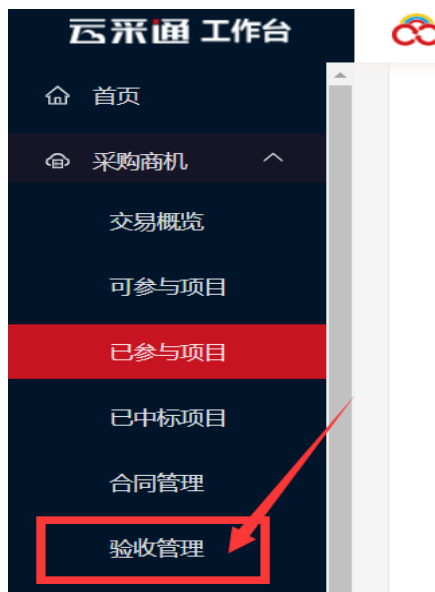 云采通 工作台
首页
采购商机
交易概览
可参与项目
已参与项目
已中标项目
合同管理
验收管理